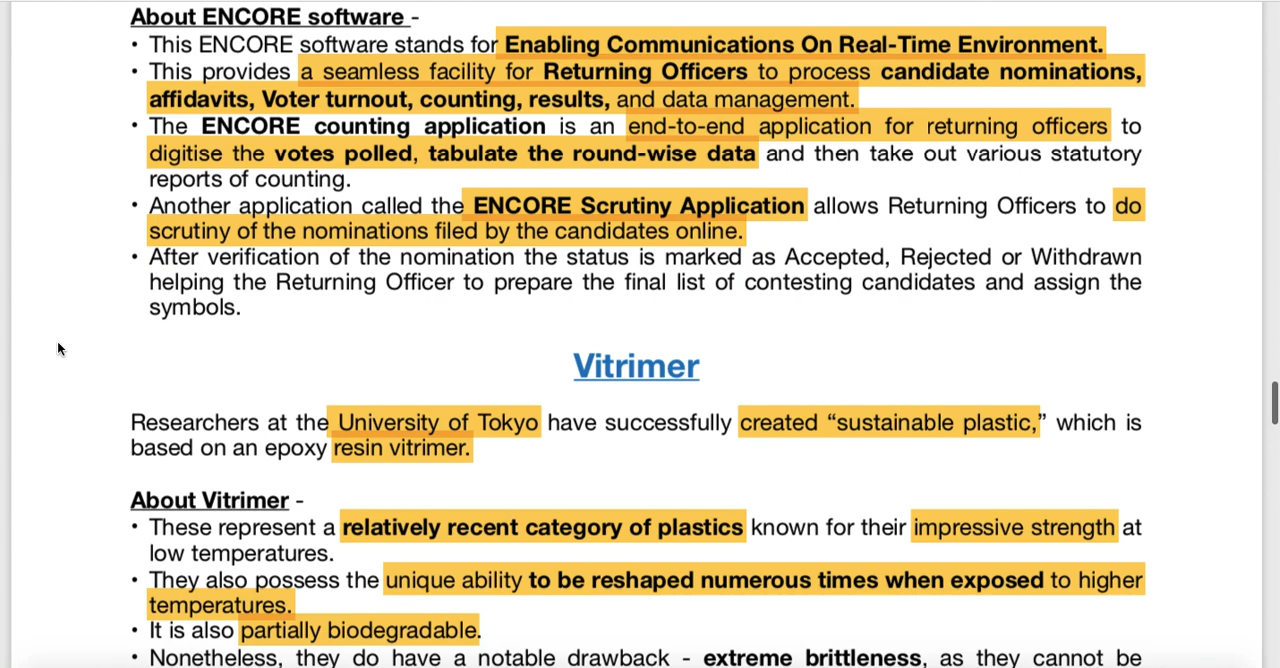 About ENCORE software -
• This ENCORE software stands for Enabling Communications On Real-Time Environment.
• This provides a seamless facility for Returning Officers to process candidate nominations,
affidavits, Voter turnout, counting, results, and data management.
• The ENCORE counting application is an end-to-end application for returning officers to
digitise the votes polled, tabulate the round-wise data and then take out various statutory
reports of counting.
• Another application called the ENCORE Scrutiny Application allows Returning Officers to do
scrutiny of the nominations filed by the candidates online.
• After verification of the nomination the status is marked as Accepted, Rejected or Withdrawn
helping the Returning Officer to prepare the final list of contesting candidates and assign the
symbols.
Vitrimer
Researchers at the University of Tokyo have successfully created “sustainable plastic,” which is
based on an epoxy resin vitrimer.
About Vitrimer -
• These represent a relatively recent category of plastics known for their impressive strength at
low temperatures.
• They also possess the unique ability to be reshaped numerous times when exposed to higher
temperatures.
• It is also partially biodegradable.
• Nonetheless, they do have a notable drawback - extreme brittleness, as they cannot be